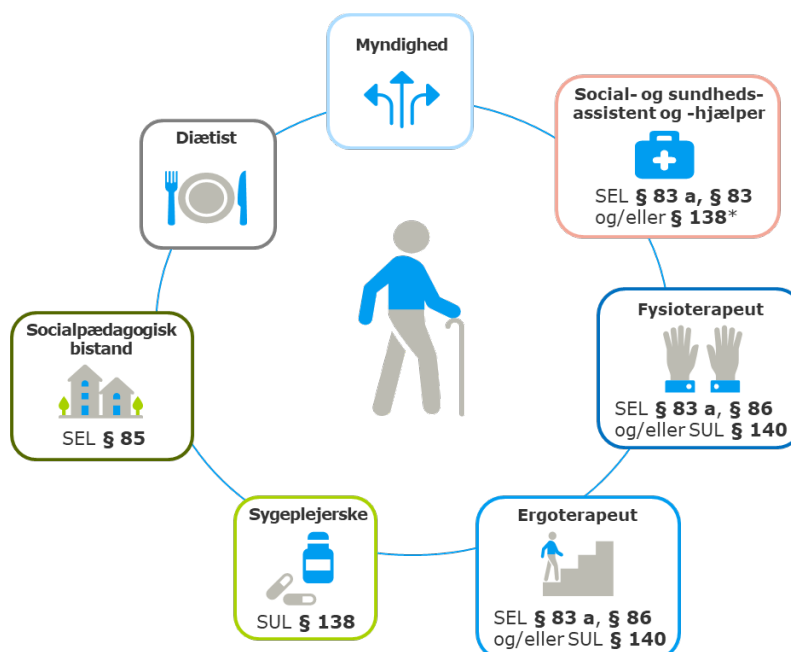 Myndighed
Social- og sundheds-
assistent og -hjælper
SEL § 83 a, § 83
og/eller § 138*
Fysioterapeut
SEL § 83 a, § 86
og/eller SUL § 140
Ergoterapeut
SEL § 83 a, § 86
og/eller SUL § 140
Sygeplejerske
SUL § 138
Socialpædagogisk
bistand
SEL § 85
Diætist